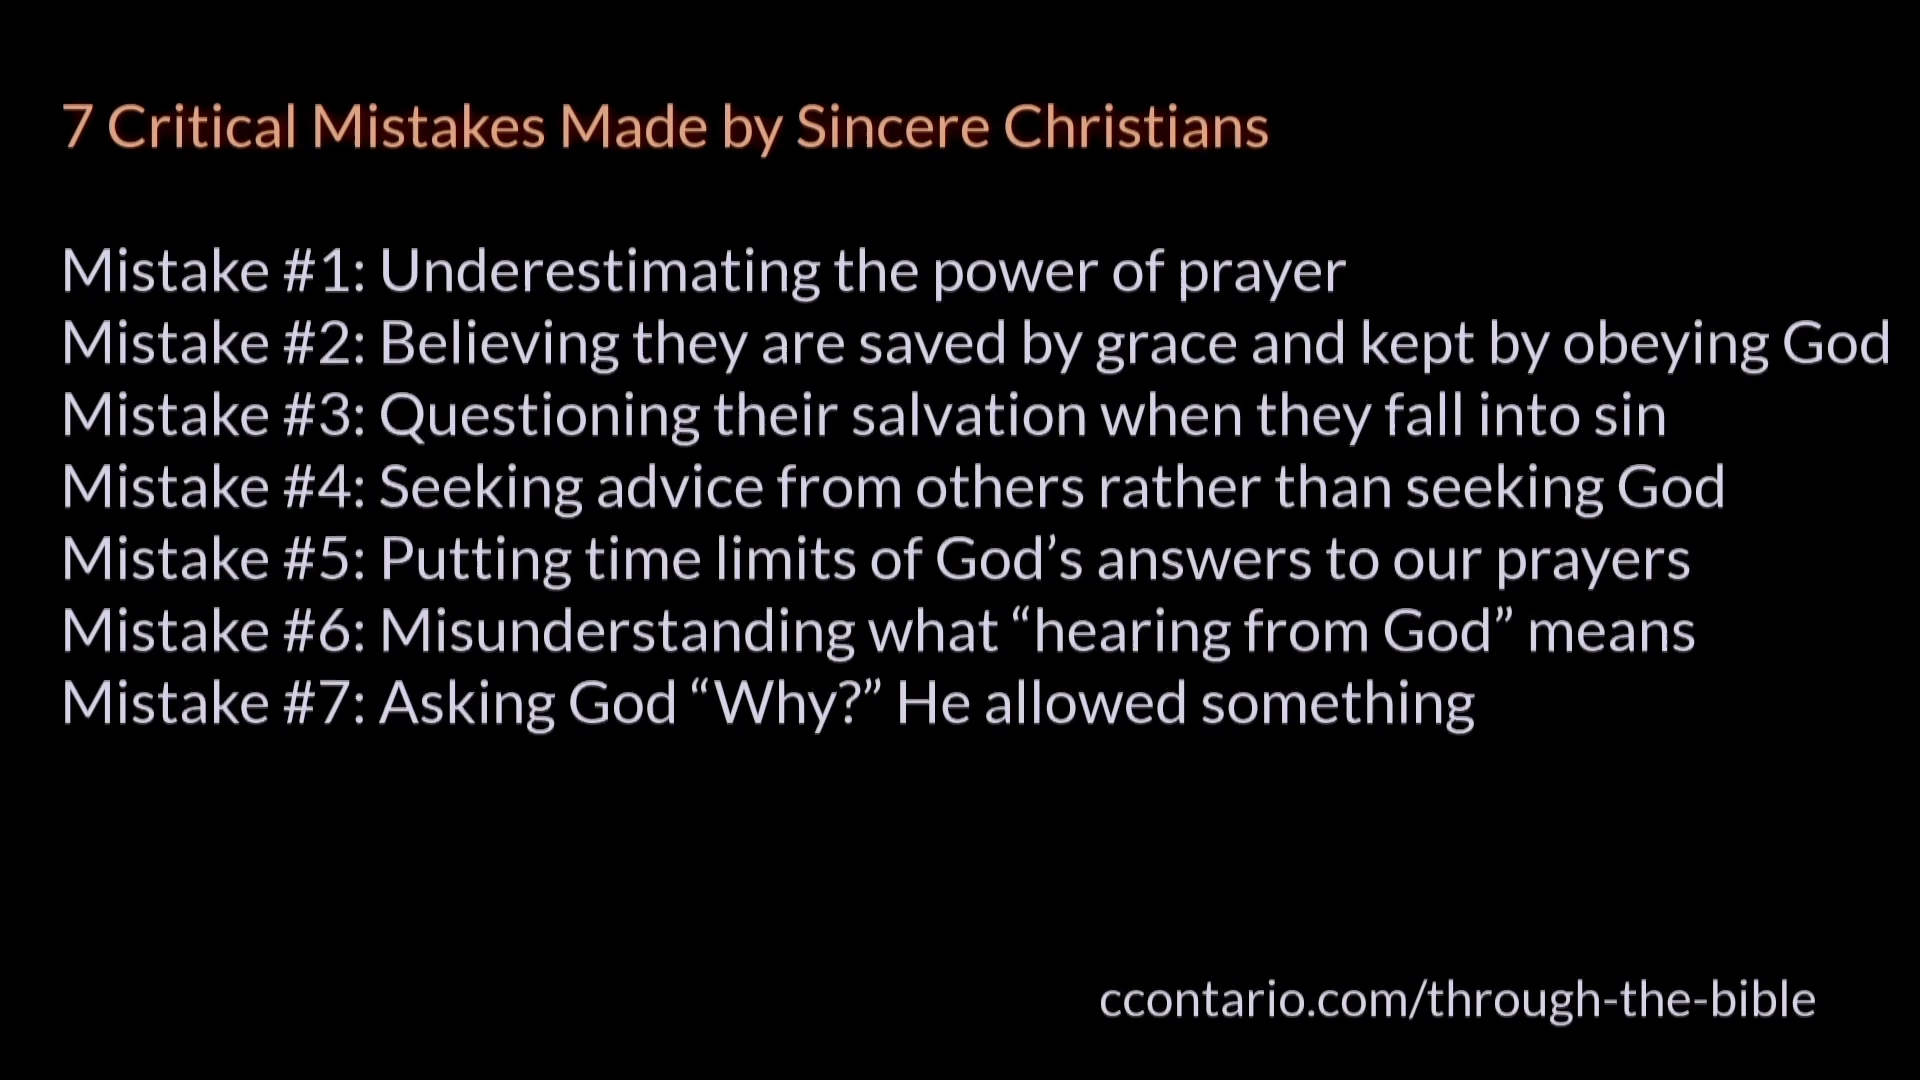 7 Critical Mistakes Made by Sincere Christians
Mistake #1: Underestimating the power of prayer
Mistake #2: Believing they are saved by grace and kept by obeying God
Mistake #3: Questioning their salvation when they fall into sin
Mistake #4: Seeking advice from others rather than seeking God
Mistake #5: Putting time limits of God’s answers to our prayers
Mistake #6: Misunderstanding what “hearing from God” means
Mistake #7: Asking God “Why?” He allowed something
ccontario.com/through-the-bible